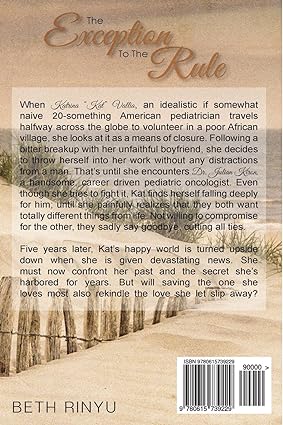 The
Exception
To The
Rule
When Katrina "Kat" Vallia, an idealistic if somewhat
naive 20-something American pediatrician travels
halfway across the globe to volunteer in a poor African
village, she looks at it as a means of closure. Following a
bitter breakup with her unfaithful boyfriend, she decides
to throw herself into her work without any distractions
from a man. That's until she encounters Dr. Julian Kiron,
a handsome, career driven pediatric oncologist. Even
though she tries to fight it, Kat finds herself falling deeply
for him; until she painfully realizes that they both want
totally different things from life. Not willing to compromise
for the other, they sadly say goodbye, cutting all ties.
Five years later, Kat's happy world is turned upside
down when she is given devastating news. She
must now confront her past and the secret she's
harbored for years. But will saving the one she
loves most also rekindle the love she let slip away?
ISBN 9780615739229
90000 >
9 780615 739229
BETH RINYU